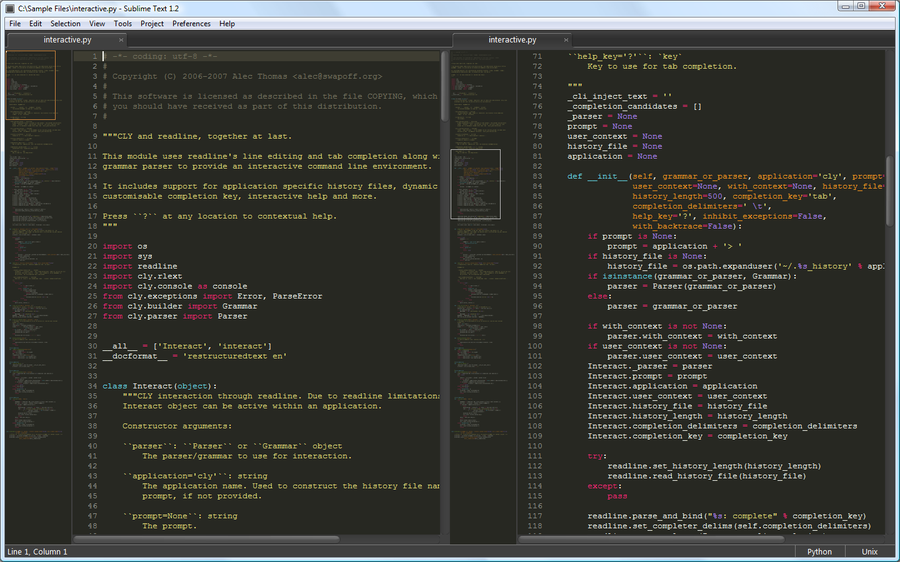 C:\Sample Files\interactive.py - Sublime Text 1.2
File Edit Selection View Tools Project Preferences Help
interactive.py
1 # -*- coding: utf-8 -*-
2 #
3 # Copyright (C) 2006-2007 Alec Thomas <alec@swapoff.org>
4 #
5 # This software is licensed as described in the file COPYING, which
6 # you should have received as part of this distribution.
7 #
8
9 """CLY and readline, together at last.
10
11 This module uses readline's line editing and tab completion along wi
12 grammar parser to provide an interactive command line environment.
13
14 It includes support for application specific history files, dynamic
15 customisable completion key, interactive help and more.
16
17 Press ``?`` at any location to contextual help.
18 """
19
20 import os
21 import sys
22 import readline
23 import cly.rlext
24 import cly.console as console
25 from cly.exceptions import Error, ParseError
26 from cly.builder import Grammar
27 from cly.parser import Parser
28
29
30 __all__ = ['Interact', 'interact']
31 __docformat__ = 'restructuredtext en'
32
33
34 class Interact(object):
35 """CLY interaction through readline. Due to readline limitations
36 Interact object can be active within an application.
37
38 Constructor arguments:
39
40 ``parser``: ``Parser`` or ``Grammar`` object
41 The parser/grammar to use for interaction.
42
43 ``application='cly'``: string
44 The application name. Used to construct the history file nam
45 prompt, if not provided.
46
47 ``prompt=None``: string
48 The prompt.
interactive.py
71 ``help_key='?'``: `key`
72 Key to use for tab completion.
73
74 """
75 _cli_inject_text = ''
76 _completion_candidates = []
77 _parser = None
78 prompt = None
79 user_context = None
80 history_file = None
81 application = None
82
83 def __init__(self, grammar_or_parser, application='cly', prompt=
84 user_context=None, with_context=None, history_file=
85 history_length=500, completion_key='tab',
86 completion_delimiters=' \t',
87 help_key='?', inhibit_exceptions=False,
88 with_backtrace=False):
89 if prompt is None:
90 prompt = application + '> '
91 if history_file is None:
92 history_file = os.path.expanduser('~/.%s_history' % appl
93 if isinstance(grammar_or_parser, Grammar):
94 parser = Parser(grammar_or_parser)
95 else:
96 parser = grammar_or_parser
97
98 if with_context is not None:
99 parser.with_context = with_context
100 if user_context is not None:
101 parser.user_context = user_context
102 Interact._parser = parser
103 Interact.prompt = prompt
104 Interact.application = application
105 Interact.user_context = user_context
106 Interact.history_file = history_file
107 Interact.history_length = history_length
108 Interact.completion_delimiters = completion_delimiters
109 Interact.completion_key = completion_key
110
111 try:
112 readline.set_history_length(history_length)
113 readline.read_history_file(history_file)
114 except:
115 pass
116
117 readline.parse_and_bind("%s: complete" % completion_key)
118 readline.set_completer_delims(self.completion_delimiters)
Line 1, Column 1
Python Unix